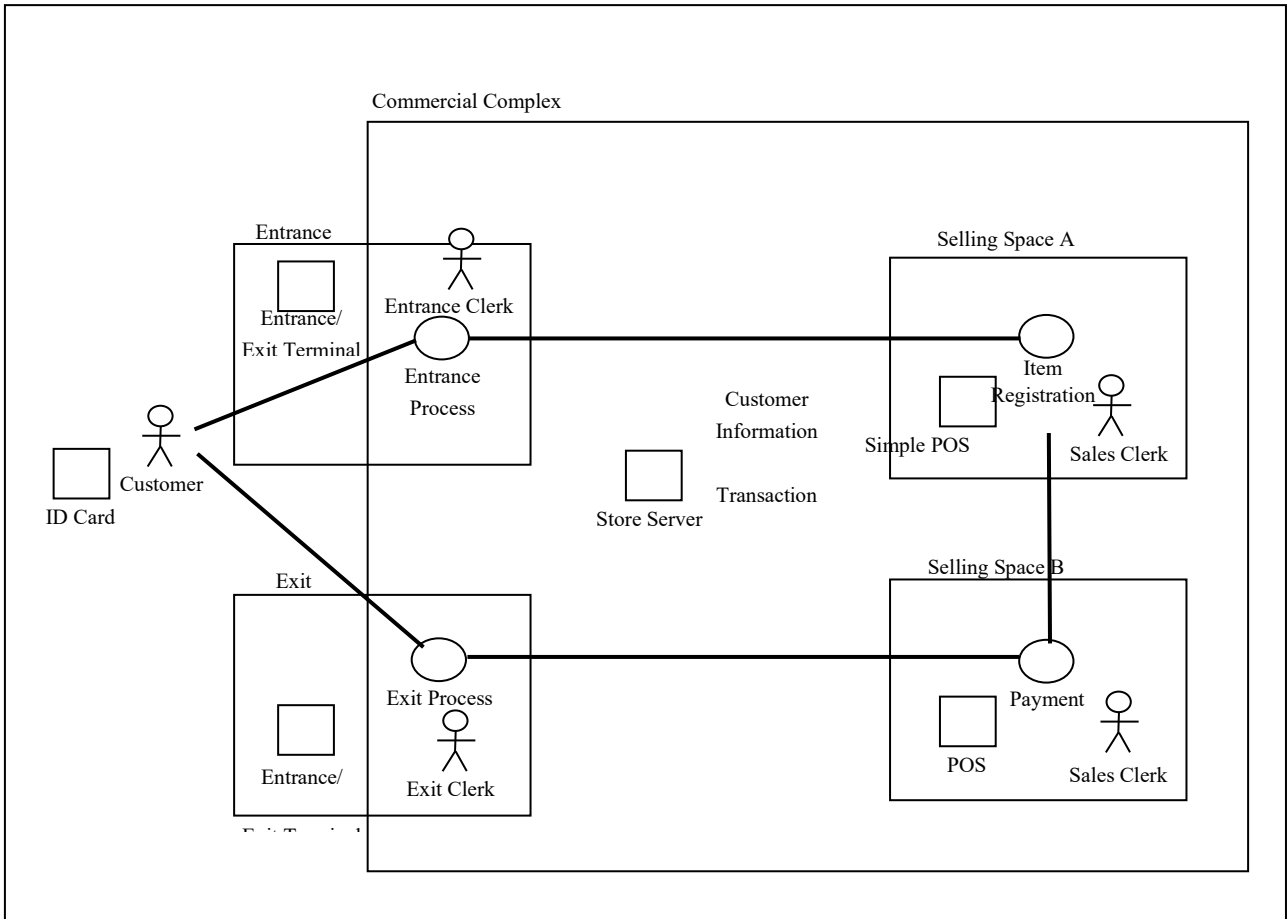 Commercial Complex
Entrance
Entrance/
Exit Terminal
Entrance Clerk
Entrance
Process
Selling Space A
Item
Registration
Simple POS
Sales Clerk
Customer
Information
Transaction
Store Server
Customer
ID Card
Exit
Exit Process
Entrance/
Exit Terminal
Exit Clerk
Selling Space B
Payment
POS
Sales Clerk